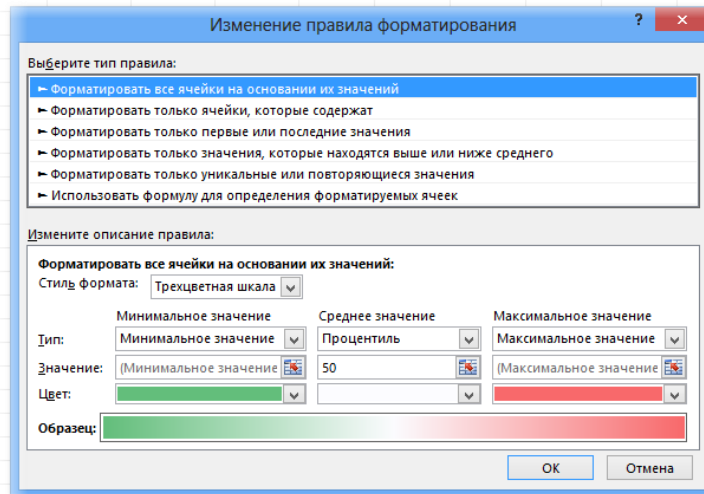 Изменение правила форматирования
?
Выберите тип правила:
► Форматировать все ячейки на основании их значений
► Форматировать только ячейки, которые содержат
► Форматировать только первые или последние значения
► Форматировать только значения, которые находятся выше или ниже среднего
► Форматировать только уникальные или повторяющиеся значения
► Использовать формулу для определения форматируемых ячеек
Измените описание правила:
Форматировать все ячейки на основании их значений:
Стиль формата: Трехцветная шкала
Минимальное значение Среднее значение Максимальное значение
Тип: Минимальное значение Процентиль Максимальное значение
Значение: (Минимальное значение 50 (Максимальное значение
Цвет:
Образец:
ОК Отмена